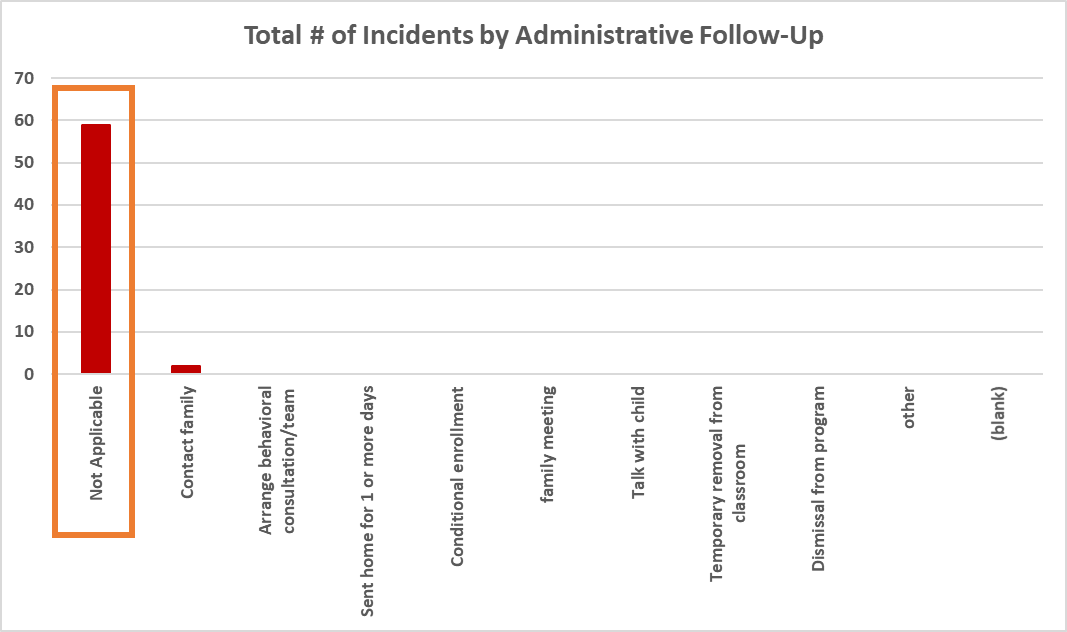 Total # of Incidents by Administrative Follow-Up
70
60
50
40
30
20
10
0
Not Applicable
Contact family
Arrange behavioral
consultation/team
Sent home for 1 or more days
Conditional enrollment
family meeting
Talk with child
Temporary removal from
classroom
Dismissal from program
other
(blank)